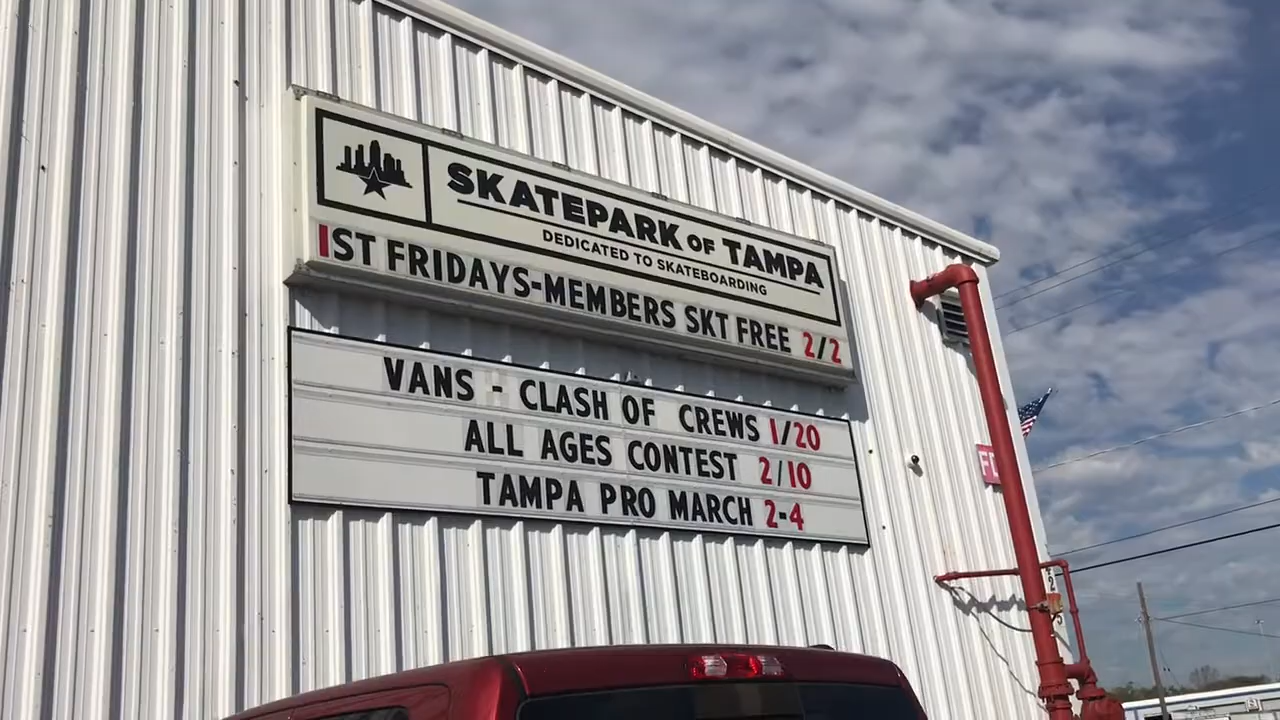 SKATEPARK OF TAMPA
DEDICATED TO SKATEBOARDING
1ST FRIDAYS-MEMBERS SKT FREE 2/2
VANS - CLASH OF CREWS 1/20
ALL AGES CONTEST 2/10
TAMPA PRO MARCH 2-4